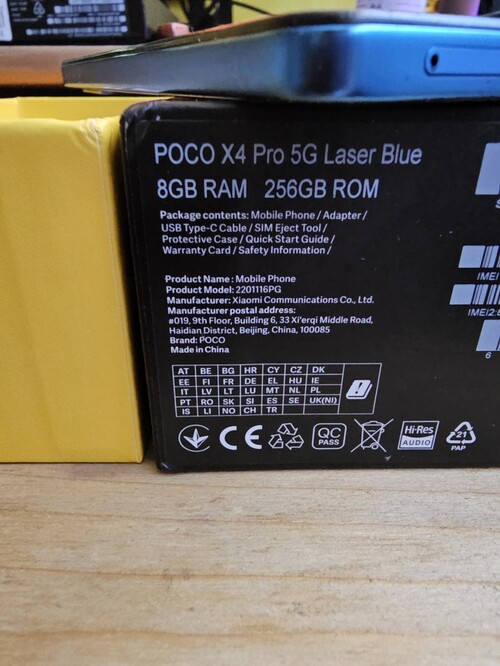 POCO X4 Pro 5G Laser Blue
8GB RAM 256GB ROM
Package contents: Mobile Phone / Adapter /
USB Type-C Cable / SIM Eject Tool /
Protective Case / Quick Start Guide /
Warranty Card / Safety Information /
Product Name: Mobile Phone
Product Model: 2201116PG
Manufacturer: Xiaomi Communications Co., Ltd.
Manufacturer postal address:
#019, 9th Floor, Building 6, 33 Xi'erqi Middle Road,
Haidian District, Beijing, China, 100085
Brand: POCO
Made in China
AT BE BG HR CY CZ DK
EE FI FR DE EL HU IE
IT LV LT LU MT NL PL
PT RO SK SI ES SE UK(NI)
IS LI NO CH TR
CE
QC
PASS
Hi-Res
AUDIO
21
PAP
IMEI
IMEI2:
6